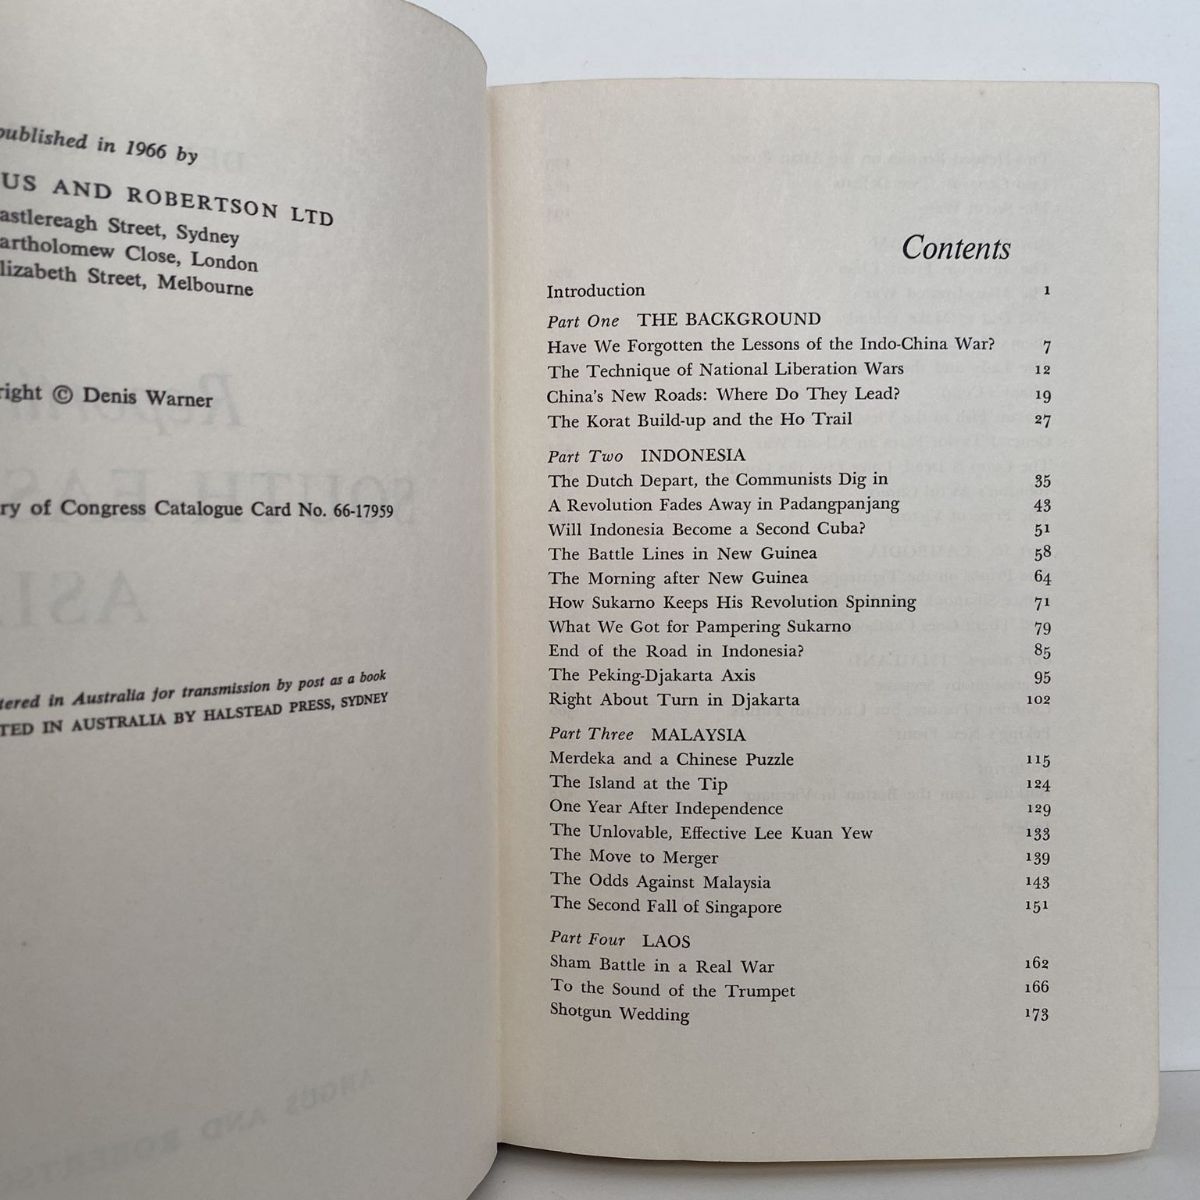 published in 1966 by
US AND ROBERTSON LTD
astlereagh Street, Sydney
artholomew Close, London
lizabeth Street, Melbourne
right © Denis Warner
ry of Congress Catalogue Card No. 66-17959
tered in Australia for transmission by post as a book
TED IN AUSTRALIA BY HALSTEAD PRESS, SYDNEY
Contents
Introduction 1
Part One THE BACKGROUND
Have We Forgotten the Lessons of the Indo-China War? 7
The Technique of National Liberation Wars 12
China's New Roads: Where Do They Lead? 19
The Korat Build-up and the Ho Trail 27
Part Two INDONESIA
The Dutch Depart, the Communists Dig in 35
A Revolution Fades Away in Padangpanjang 43
Will Indonesia Become a Second Cuba? 51
The Battle Lines in New Guinea 58
The Morning after New Guinea 64
How Sukarno Keeps His Revolution Spinning 71
What We Got for Pampering Sukarno 79
End of the Road in Indonesia? 85
The Peking-Djakarta Axis 95
Right About Turn in Djakarta 102
Part Three MALAYSIA
Merdeka and a Chinese Puzzle 115
The Island at the Tip 124
One Year After Independence 129
The Unlovable, Effective Lee Kuan Yew 133
The Move to Merger 139
The Odds Against Malaysia 143
The Second Fall of Singapore 151
Part Four LAOS
Sham Battle in a Real War 162
To the Sound of the Trumpet 166
Shotgun Wedding 173